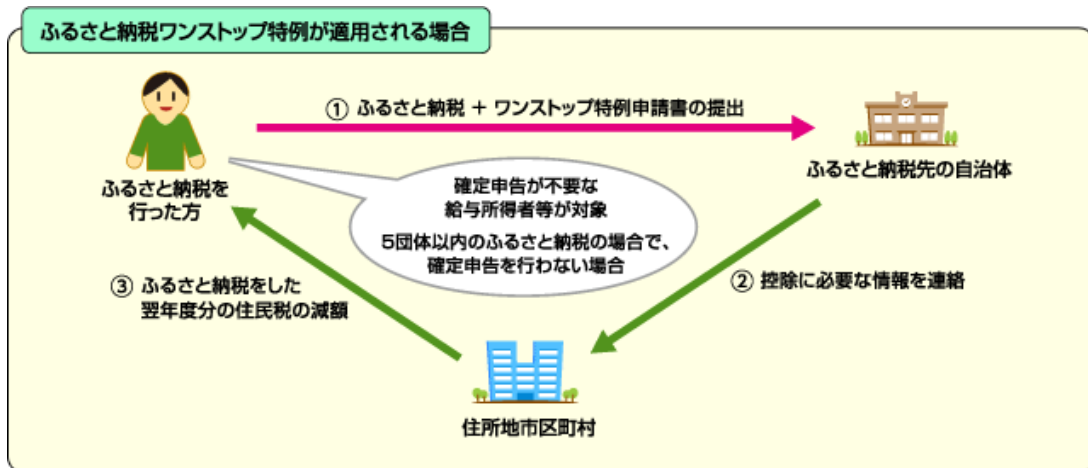 ふるさと納税ワンストップ特例が適用される場合
① ふるさと納税 + ワンストップ特例申請書の提出
ふるさと納税を
行った方
ふるさと納税先の自治体
確定申告が不要な
給与所得者等が対象
5団体以内のふるさと納税の場合で、
確定申告を行わない場合
② 控除に必要な情報を連絡
③ ふるさと納税をした
翌年度分の住民税の減額
住所地市区町村